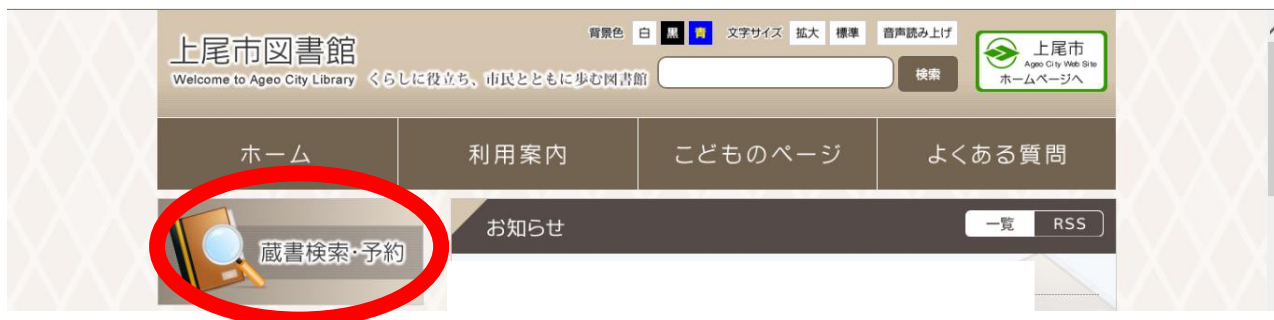 背景色 白 黒 青 文字サイズ 拡大 標準 音声読み上げ
上尾市図書館
Welcome to Ageo City Library くらしに役立ち、市民とともに歩む図書館
検索
上尾市
Ageo City Web Site
ホームページへ
ホーム 利用案内 こどものページ よくある質問
蔵書検索・予約
お知らせ 一覧 RSS